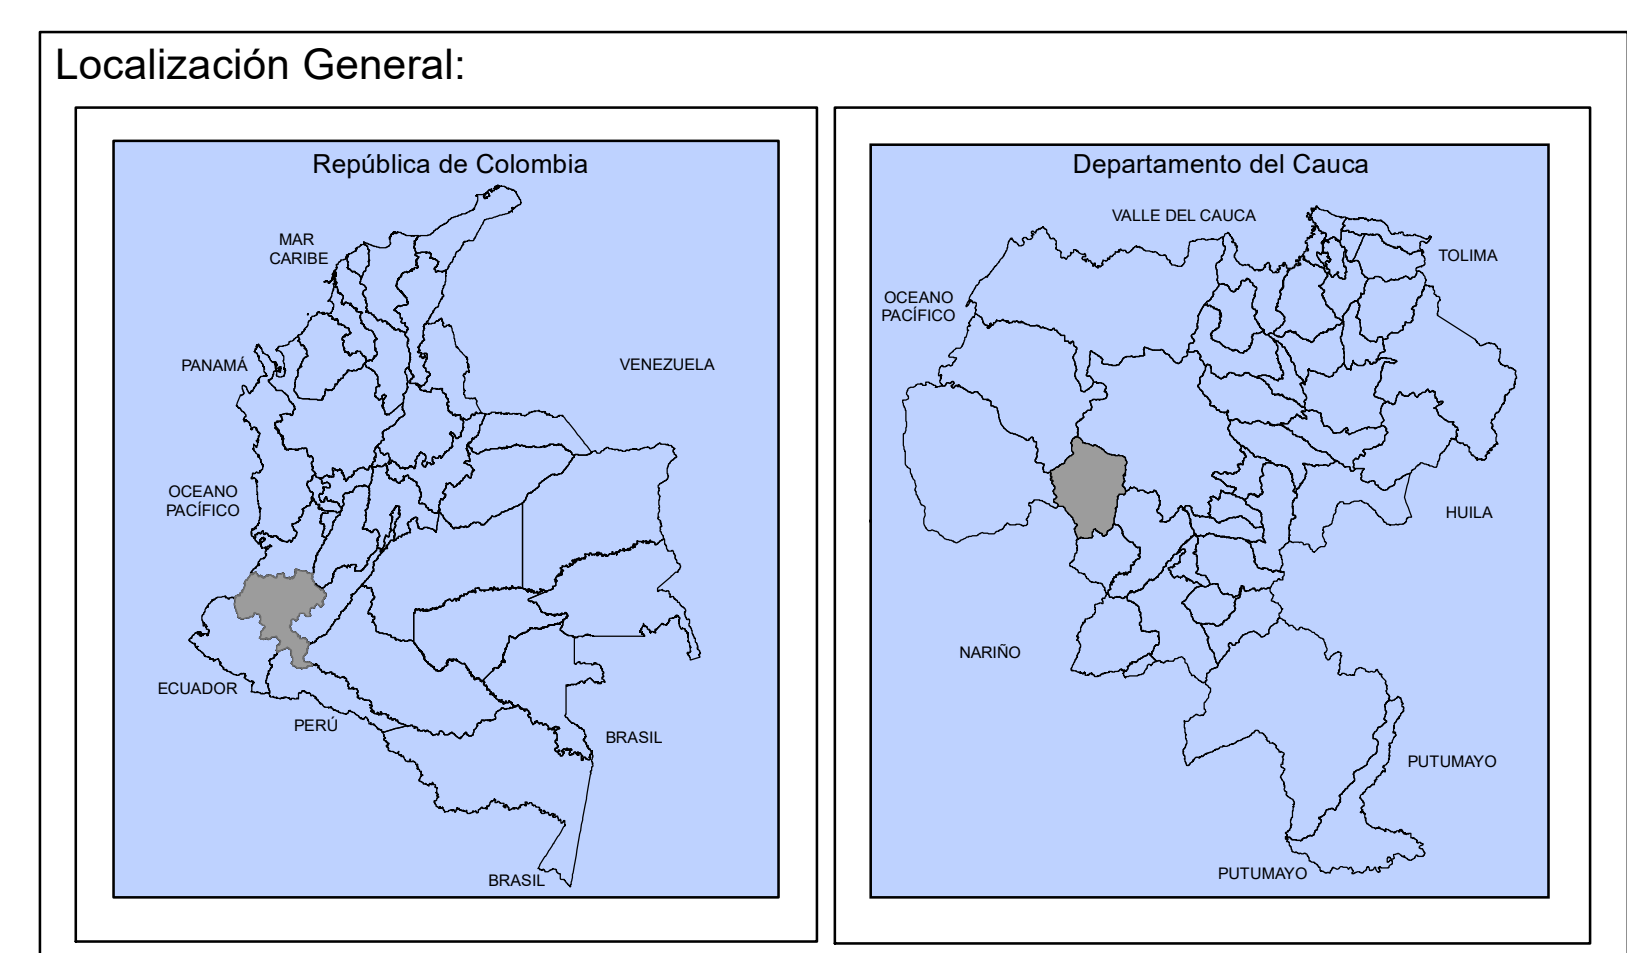 Localización General:
República de Colombia
MAR
CARIBE
PANAMÁ
VENEZUELA
OCEANO
PACÍFICO
ECUADOR
PERÚ
BRASIL
BRASIL
Departamento del Cauca
VALLE DEL CAUCA
TOLIMA
OCEANO
PACÍFICO
HUILA
NARIÑO
PUTUMAYO
PUTUMAYO